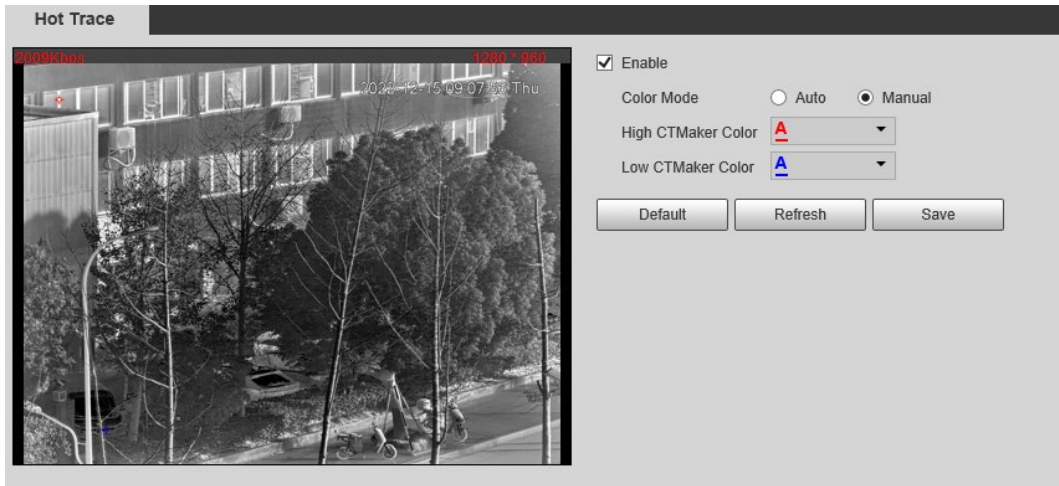 Hot Trace
2009Kbps 1280 * 960
2022-12-15 09:07:53 Thu
Enable
Color Mode Auto Manual
High CTMaker Color A
Low CTMaker Color A
Default Refresh Save